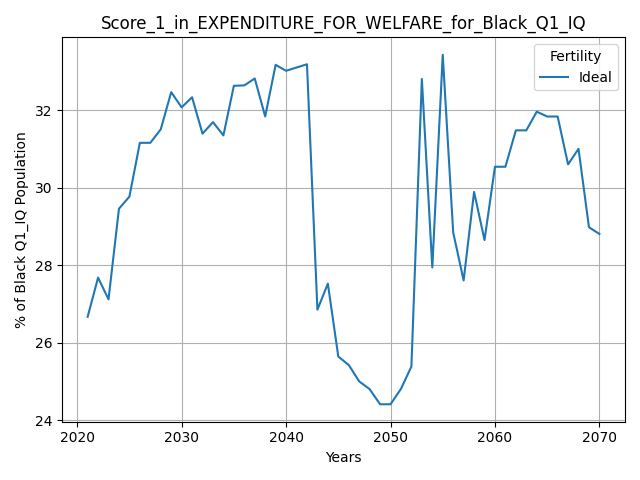 Score_1_in_EXPENDITURE_FOR_WELFARE_for_Black_Q1_IQ
Fertility
Ideal
% of Black Q1_IQ Population
32
30
28
26
24
2020 2030 2040 2050 2060 2070
Years